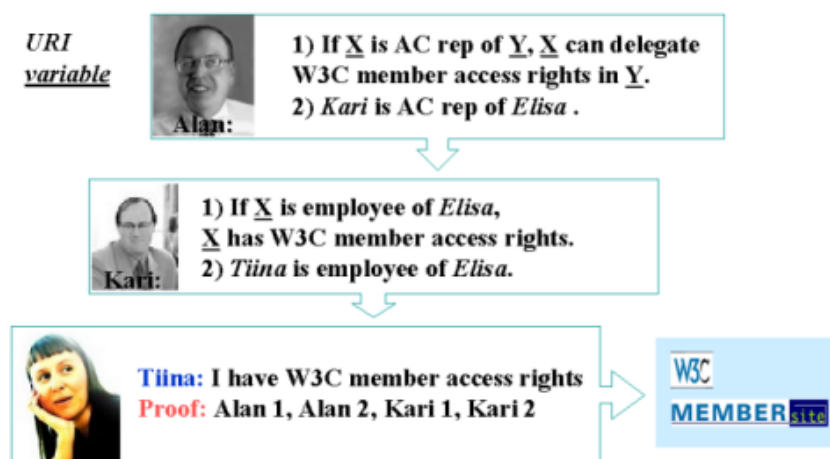 URI
variable
1) If X is AC rep of Y, X can delegate
W3C member access rights in Y.
2) Kari is AC rep of Elisa .
Alan:
1) If X is employee of Elisa,
X has W3C member access rights.
2) Tiina is employee of Elisa.
Kari:
Tiina: I have W3C member access rights
Proof: Alan 1, Alan 2, Kari 1, Kari 2
W3C
MEMBER site